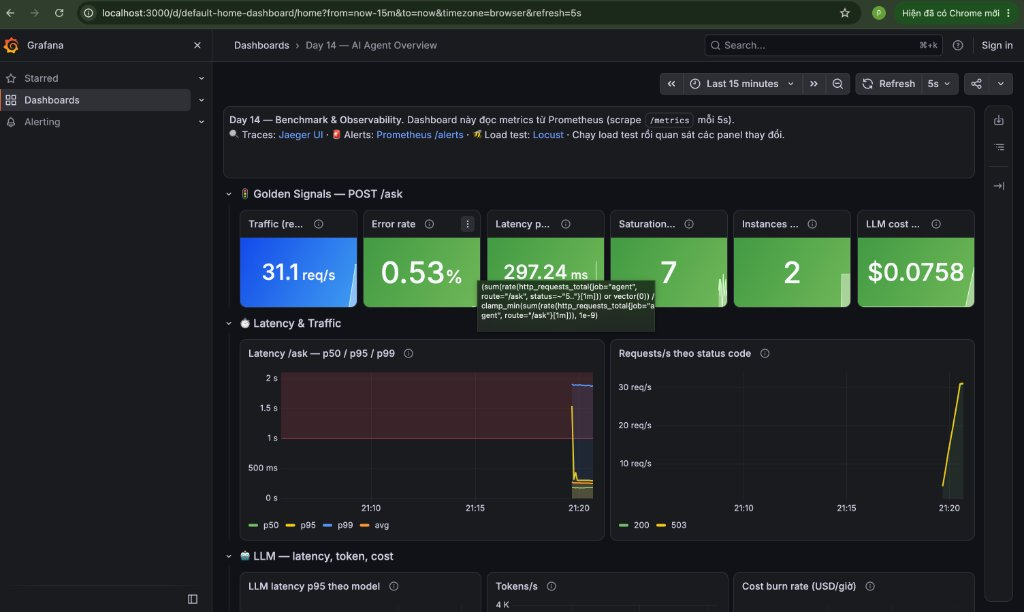 localhost:3000/d/default-home-dashboard/home?from=now-15m&to=now&timezone=browser&refresh=5s
P
Hiện đã có Chrome mới
Grafana
Dashboards › Day 14 — AI Agent Overview
Search...
⌘+k
Sign in
Starred
Dashboards
Alerting
Last 15 minutes
Refresh
5s
Day 14 — Benchmark & Observability. Dashboard này đọc metrics từ Prometheus (scrape /metrics mỗi 5s).
Traces: Jaeger UI · Alerts: Prometheus /alerts · Load test: Locust · Chạy load test rồi quan sát các panel thay đổi.
Golden Signals — POST /ask
Traffic (re...
Error rate
Latency p...
Saturation...
Instances ...
LLM cost ...
31.1 req/s
0.53%
297.24 ms
7
2
$0.0758
(sum(rate(http_requests_total{job="agent",
route="/ask", status=~"5.."}[1m])) or vector(0)) /
clamp_min(sum(rate(http_requests_total{job="a
gent", route="/ask"}[1m])), 1e-9)
Latency & Traffic
Latency /ask — p50 / p95 / p99
2 s
1.5 s
1 s
500 ms
0 s
21:10
21:15
21:20
p50
p95
p99
avg
Requests/s theo status code
30 req/s
20 req/s
10 req/s
21:10
21:15
21:20
200
503
LLM — latency, token, cost
LLM latency p95 theo model
Tokens/s
4 K
Cost burn rate (USD/giờ)